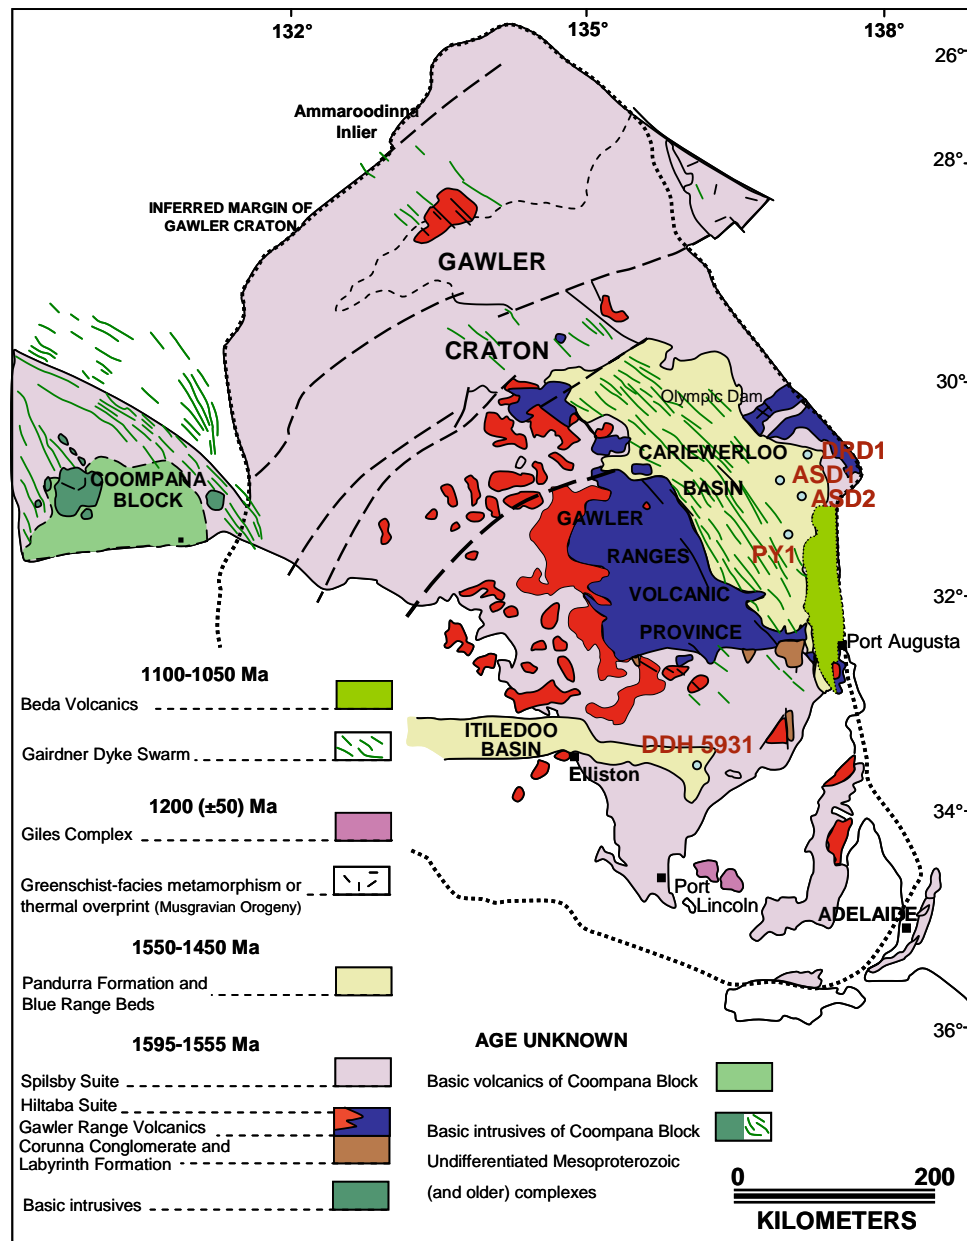 132°
135°
138°
26°
Ammaroodinna
Inlier
28°
INFERRED MARGIN OF
GAWLER CRATON
GAWLER
CRATON
30°
Olympic Dam
CARIEWERLOO
BASIN
DRD1
ASD1
ASD2
COOMPANA
BLOCK
GAWLER
RANGES
VOLCANIC
PROVINCE
PY1
32°
Port Augusta
ITILEDOO
BASIN
DDH 5931
Elliston
34°
Port
Lincoln
ADELAIDE
36°
1100-1050 Ma
Beda Volcanics
Gairdner Dyke Swarm
1200 (±50) Ma
Giles Complex
Greenschist-facies metamorphism or
thermal overprint (Musgravian Orogeny)
1550-1450 Ma
Pandurra Formation and
Blue Range Beds
1595-1555 Ma
Spilsby Suite
Hiltaba Suite
Gawler Range Volcanics
Corunna Conglomerate and
Labyrinth Formation
Basic intrusives
AGE UNKNOWN
Basic volcanics of Coompana Block
Basic intrusives of Coompana Block
Undifferentiated Mesoproterozoic
(and older) complexes
0 200
KILOMETERS